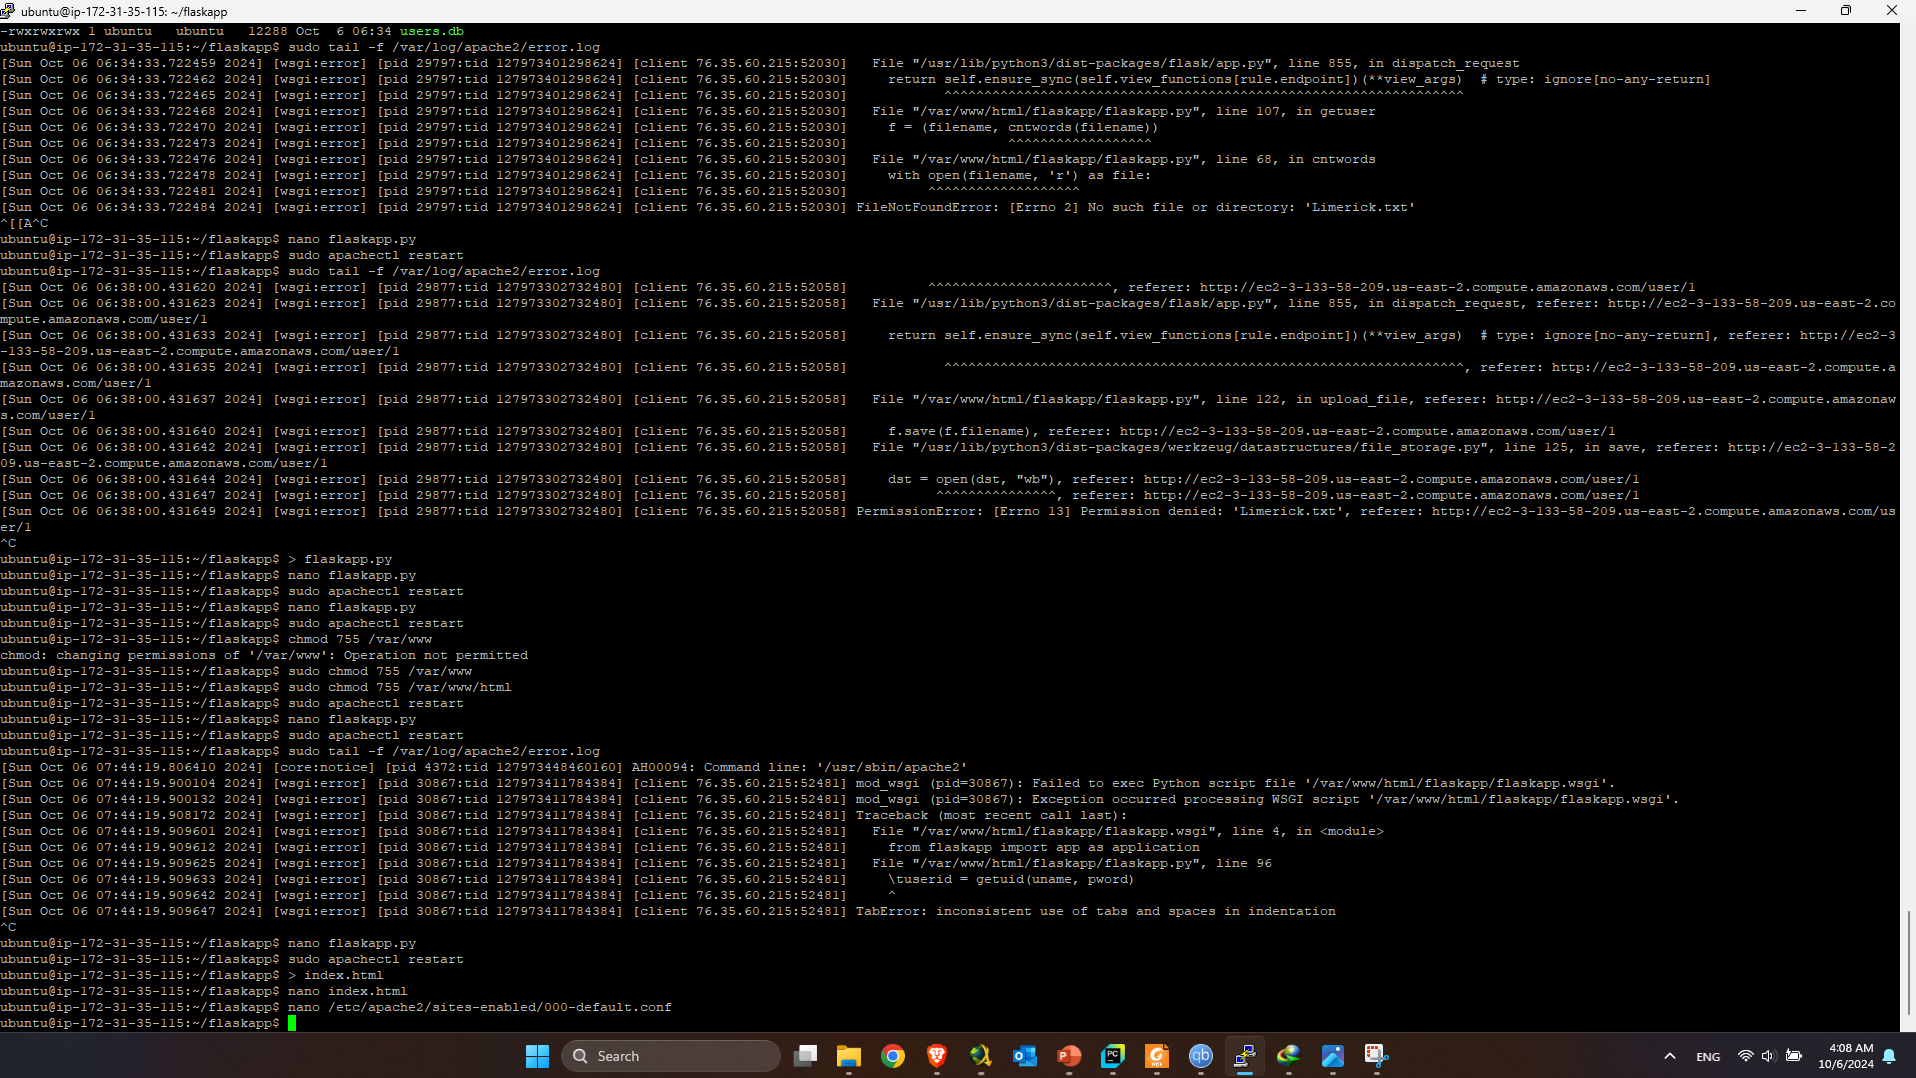 ubuntu@ip-172-31-35-115: ~/flaskapp
-rwxrwxrwx 1 ubuntu   ubuntu   12288 Oct  6 06:34 users.db
ubuntu@ip-172-31-35-115:~/flaskapp$ sudo tail -f /var/log/apache2/error.log
[Sun Oct 06 06:34:33.722459 2024] [wsgi:error] [pid 29797:tid 127973401298624] [client 76.35.60.215:52030]   File "/usr/lib/python3/dist-packages/flask/app.py", line 855, in dispatch_request
[Sun Oct 06 06:34:33.722462 2024] [wsgi:error] [pid 29797:tid 127973401298624] [client 76.35.60.215:52030]     return self.ensure_sync(self.view_functions[rule.endpoint])(**view_args)  # type: ignore[no-any-return]
[Sun Oct 06 06:34:33.722465 2024] [wsgi:error] [pid 29797:tid 127973401298624] [client 76.35.60.215:52030]            ^^^^^^^^^^^^^^^^^^^^^^^^^^^^^^^^^^^^^^^^^^^^^^^^^^^^^^^^^^^^^^^^^
[Sun Oct 06 06:34:33.722468 2024] [wsgi:error] [pid 29797:tid 127973401298624] [client 76.35.60.215:52030]   File "/var/www/html/flaskapp/flaskapp.py", line 107, in getuser
[Sun Oct 06 06:34:33.722470 2024] [wsgi:error] [pid 29797:tid 127973401298624] [client 76.35.60.215:52030]     f = (filename, cntwords(filename))
[Sun Oct 06 06:34:33.722473 2024] [wsgi:error] [pid 29797:tid 127973401298624] [client 76.35.60.215:52030]                    ^^^^^^^^^^^^^^^^^^
[Sun Oct 06 06:34:33.722476 2024] [wsgi:error] [pid 29797:tid 127973401298624] [client 76.35.60.215:52030]   File "/var/www/html/flaskapp/flaskapp.py", line 68, in cntwords
[Sun Oct 06 06:34:33.722478 2024] [wsgi:error] [pid 29797:tid 127973401298624] [client 76.35.60.215:52030]     with open(filename, 'r') as file:
[Sun Oct 06 06:34:33.722481 2024] [wsgi:error] [pid 29797:tid 127973401298624] [client 76.35.60.215:52030]          ^^^^^^^^^^^^^^^^^^^
[Sun Oct 06 06:34:33.722484 2024] [wsgi:error] [pid 29797:tid 127973401298624] [client 76.35.60.215:52030] FileNotFoundError: [Errno 2] No such file or directory: 'Limerick.txt'
^[[A^C
ubuntu@ip-172-31-35-115:~/flaskapp$ nano flaskapp.py
ubuntu@ip-172-31-35-115:~/flaskapp$ sudo apachectl restart
ubuntu@ip-172-31-35-115:~/flaskapp$ sudo tail -f /var/log/apache2/error.log
[Sun Oct 06 06:38:00.431620 2024] [wsgi:error] [pid 29877:tid 127973302732480] [client 76.35.60.215:52058]          ^^^^^^^^^^^^^^^^^^^^^^^, referer: http://ec2-3-133-58-209.us-east-2.compute.amazonaws.com/user/1
[Sun Oct 06 06:38:00.431623 2024] [wsgi:error] [pid 29877:tid 127973302732480] [client 76.35.60.215:52058]   File "/usr/lib/python3/dist-packages/flask/app.py", line 855, in dispatch_request, referer: http://ec2-3-133-58-209.us-east-2.co
mpute.amazonaws.com/user/1
[Sun Oct 06 06:38:00.431633 2024] [wsgi:error] [pid 29877:tid 127973302732480] [client 76.35.60.215:52058]     return self.ensure_sync(self.view_functions[rule.endpoint])(**view_args)  # type: ignore[no-any-return], referer: http://ec2-3
-133-58-209.us-east-2.compute.amazonaws.com/user/1
[Sun Oct 06 06:38:00.431635 2024] [wsgi:error] [pid 29877:tid 127973302732480] [client 76.35.60.215:52058]            ^^^^^^^^^^^^^^^^^^^^^^^^^^^^^^^^^^^^^^^^^^^^^^^^^^^^^^^^^^^^^^^^^, referer: http://ec2-3-133-58-209.us-east-2.compute.a
mazonaws.com/user/1
[Sun Oct 06 06:38:00.431637 2024] [wsgi:error] [pid 29877:tid 127973302732480] [client 76.35.60.215:52058]   File "/var/www/html/flaskapp/flaskapp.py", line 122, in upload_file, referer: http://ec2-3-133-58-209.us-east-2.compute.amazonaw
s.com/user/1
[Sun Oct 06 06:38:00.431640 2024] [wsgi:error] [pid 29877:tid 127973302732480] [client 76.35.60.215:52058]     f.save(f.filename), referer: http://ec2-3-133-58-209.us-east-2.compute.amazonaws.com/user/1
[Sun Oct 06 06:38:00.431642 2024] [wsgi:error] [pid 29877:tid 127973302732480] [client 76.35.60.215:52058]   File "/usr/lib/python3/dist-packages/werkzeug/datastructures/file_storage.py", line 125, in save, referer: http://ec2-3-133-58-2
09.us-east-2.compute.amazonaws.com/user/1
[Sun Oct 06 06:38:00.431644 2024] [wsgi:error] [pid 29877:tid 127973302732480] [client 76.35.60.215:52058]     dst = open(dst, "wb"), referer: http://ec2-3-133-58-209.us-east-2.compute.amazonaws.com/user/1
[Sun Oct 06 06:38:00.431647 2024] [wsgi:error] [pid 29877:tid 127973302732480] [client 76.35.60.215:52058]           ^^^^^^^^^^^^^^^, referer: http://ec2-3-133-58-209.us-east-2.compute.amazonaws.com/user/1
[Sun Oct 06 06:38:00.431649 2024] [wsgi:error] [pid 29877:tid 127973302732480] [client 76.35.60.215:52058] PermissionError: [Errno 13] Permission denied: 'Limerick.txt', referer: http://ec2-3-133-58-209.us-east-2.compute.amazonaws.com/us
er/1
^C
ubuntu@ip-172-31-35-115:~/flaskapp$ > flaskapp.py
ubuntu@ip-172-31-35-115:~/flaskapp$ nano flaskapp.py
ubuntu@ip-172-31-35-115:~/flaskapp$ sudo apachectl restart
ubuntu@ip-172-31-35-115:~/flaskapp$ nano flaskapp.py
ubuntu@ip-172-31-35-115:~/flaskapp$ sudo apachectl restart
ubuntu@ip-172-31-35-115:~/flaskapp$ chmod 755 /var/www
chmod: changing permissions of '/var/www': Operation not permitted
ubuntu@ip-172-31-35-115:~/flaskapp$ sudo chmod 755 /var/www
ubuntu@ip-172-31-35-115:~/flaskapp$ sudo chmod 755 /var/www/html
ubuntu@ip-172-31-35-115:~/flaskapp$ sudo apachectl restart
ubuntu@ip-172-31-35-115:~/flaskapp$ nano flaskapp.py
ubuntu@ip-172-31-35-115:~/flaskapp$ sudo apachectl restart
ubuntu@ip-172-31-35-115:~/flaskapp$ sudo tail -f /var/log/apache2/error.log
[Sun Oct 06 07:44:19.806410 2024] [core:notice] [pid 4372:tid 127973448460160] AH00094: Command line: '/usr/sbin/apache2'
[Sun Oct 06 07:44:19.900104 2024] [wsgi:error] [pid 30867:tid 127973411784384] [client 76.35.60.215:52481] mod_wsgi (pid=30867): Failed to exec Python script file '/var/www/html/flaskapp/flaskapp.wsgi'.
[Sun Oct 06 07:44:19.900132 2024] [wsgi:error] [pid 30867:tid 127973411784384] [client 76.35.60.215:52481] mod_wsgi (pid=30867): Exception occurred processing WSGI script '/var/www/html/flaskapp/flaskapp.wsgi'.
[Sun Oct 06 07:44:19.908172 2024] [wsgi:error] [pid 30867:tid 127973411784384] [client 76.35.60.215:52481] Traceback (most recent call last):
[Sun Oct 06 07:44:19.909601 2024] [wsgi:error] [pid 30867:tid 127973411784384] [client 76.35.60.215:52481]   File "/var/www/html/flaskapp/flaskapp.wsgi", line 4, in <module>
[Sun Oct 06 07:44:19.909612 2024] [wsgi:error] [pid 30867:tid 127973411784384] [client 76.35.60.215:52481]     from flaskapp import app as application
[Sun Oct 06 07:44:19.909625 2024] [wsgi:error] [pid 30867:tid 127973411784384] [client 76.35.60.215:52481]   File "/var/www/html/flaskapp/flaskapp.py", line 96
[Sun Oct 06 07:44:19.909633 2024] [wsgi:error] [pid 30867:tid 127973411784384] [client 76.35.60.215:52481]     \tuserid = getuid(uname, pword)
[Sun Oct 06 07:44:19.909642 2024] [wsgi:error] [pid 30867:tid 127973411784384] [client 76.35.60.215:52481]     ^
[Sun Oct 06 07:44:19.909647 2024] [wsgi:error] [pid 30867:tid 127973411784384] [client 76.35.60.215:52481] TabError: inconsistent use of tabs and spaces in indentation
^C
ubuntu@ip-172-31-35-115:~/flaskapp$ nano flaskapp.py
ubuntu@ip-172-31-35-115:~/flaskapp$ sudo apachectl restart
ubuntu@ip-172-31-35-115:~/flaskapp$ > index.html
ubuntu@ip-172-31-35-115:~/flaskapp$ nano index.html
ubuntu@ip-172-31-35-115:~/flaskapp$ nano /etc/apache2/sites-enabled/000-default.conf
ubuntu@ip-172-31-35-115:~/flaskapp$
Search
PC
PDF
qb
ENG
4:08 AM
10/6/2024